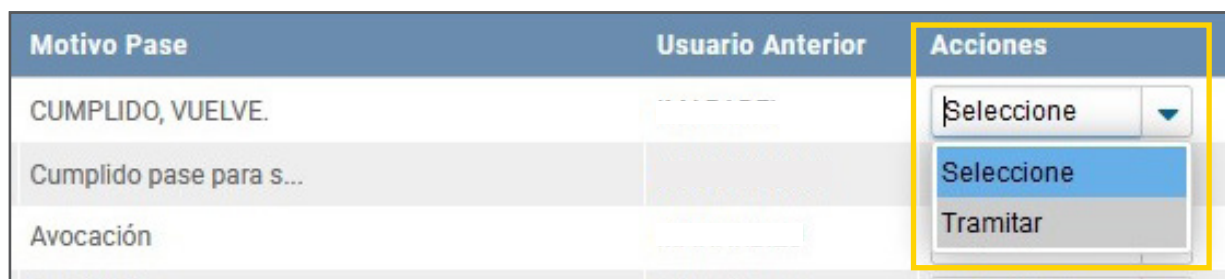 Motivo Pase Usuario Anterior Acciones
CUMPLIDO, VUELVE. Seleccione
Cumplido pase para s... Seleccione
Avocación Tramitar